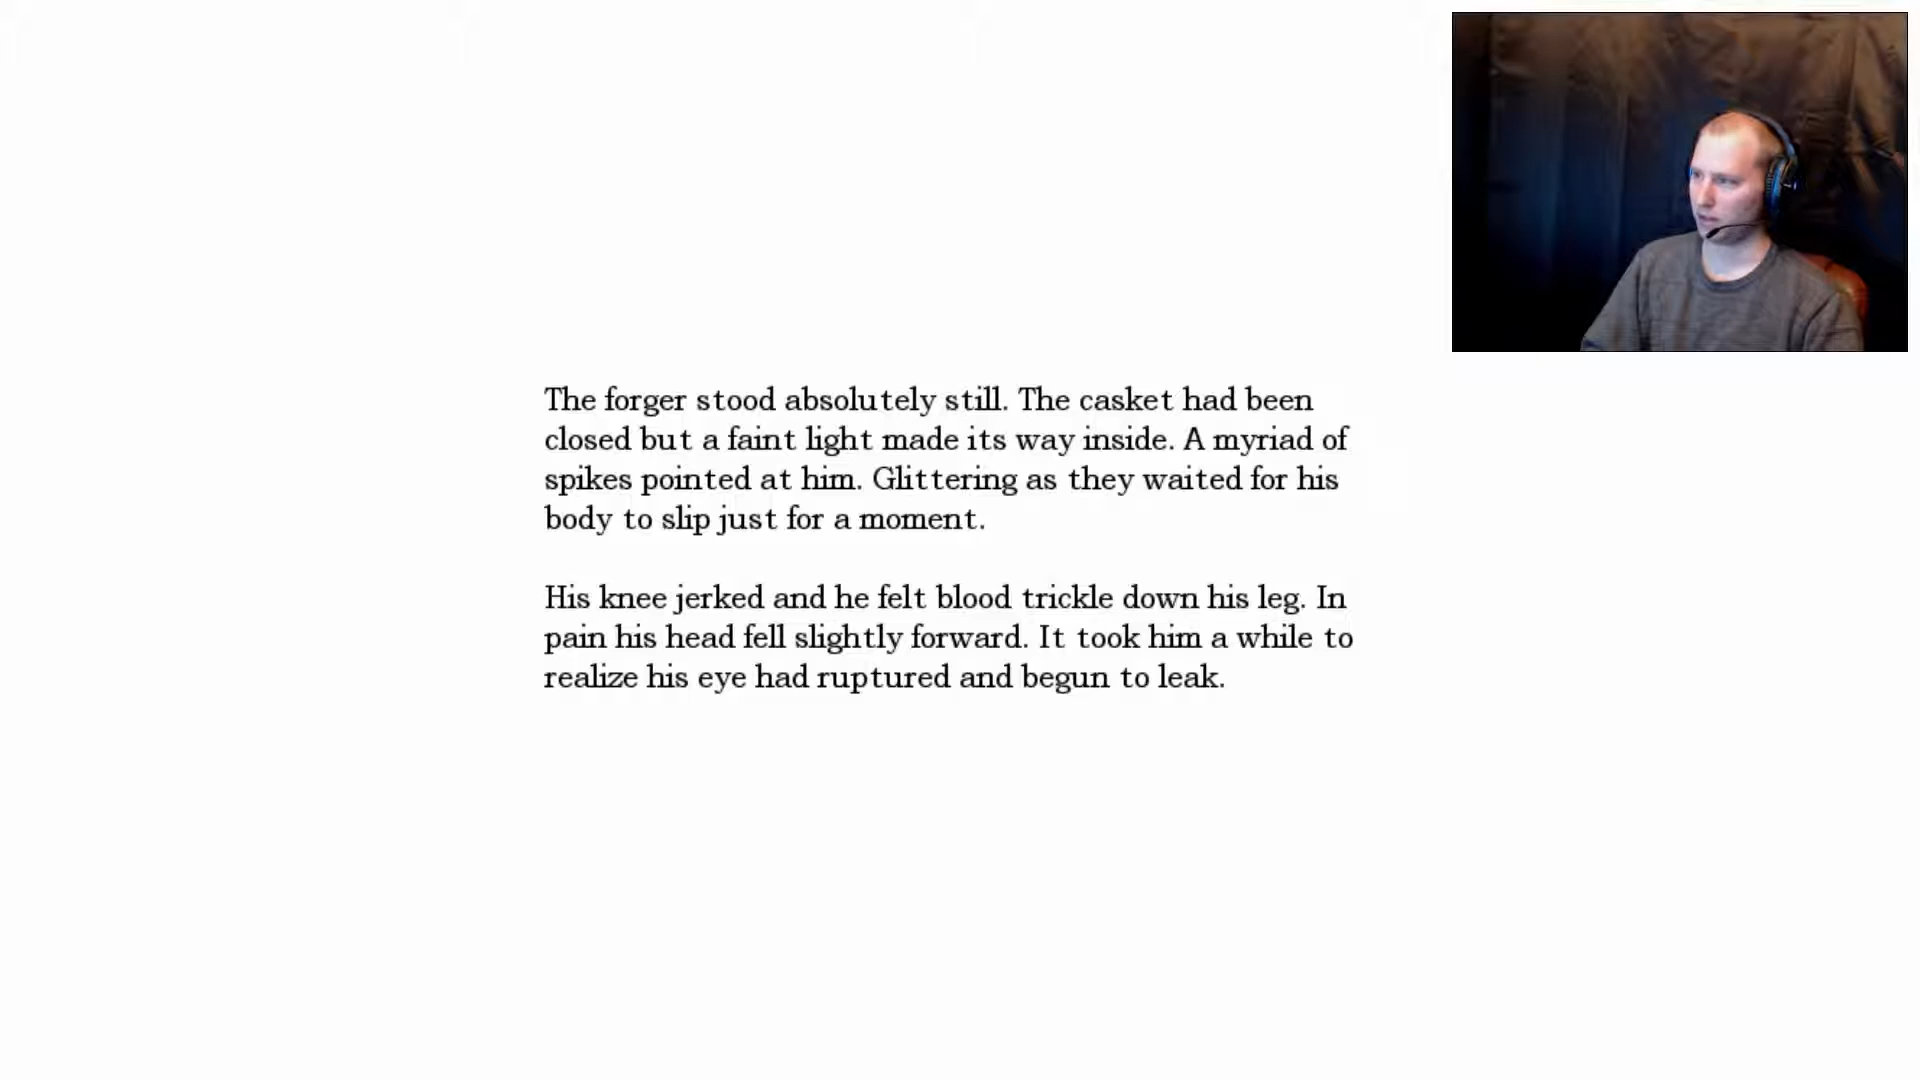 The forger stood absolutely still. The casket had been
closed but a faint light made its way inside. A myriad of
spikes pointed at him. Glittering as they waited for his
body to slip just for a moment.
His knee jerked and he felt blood trickle down his leg. In
pain his head fell slightly forward. It took him a while to
realize his eye had ruptured and begun to leak.